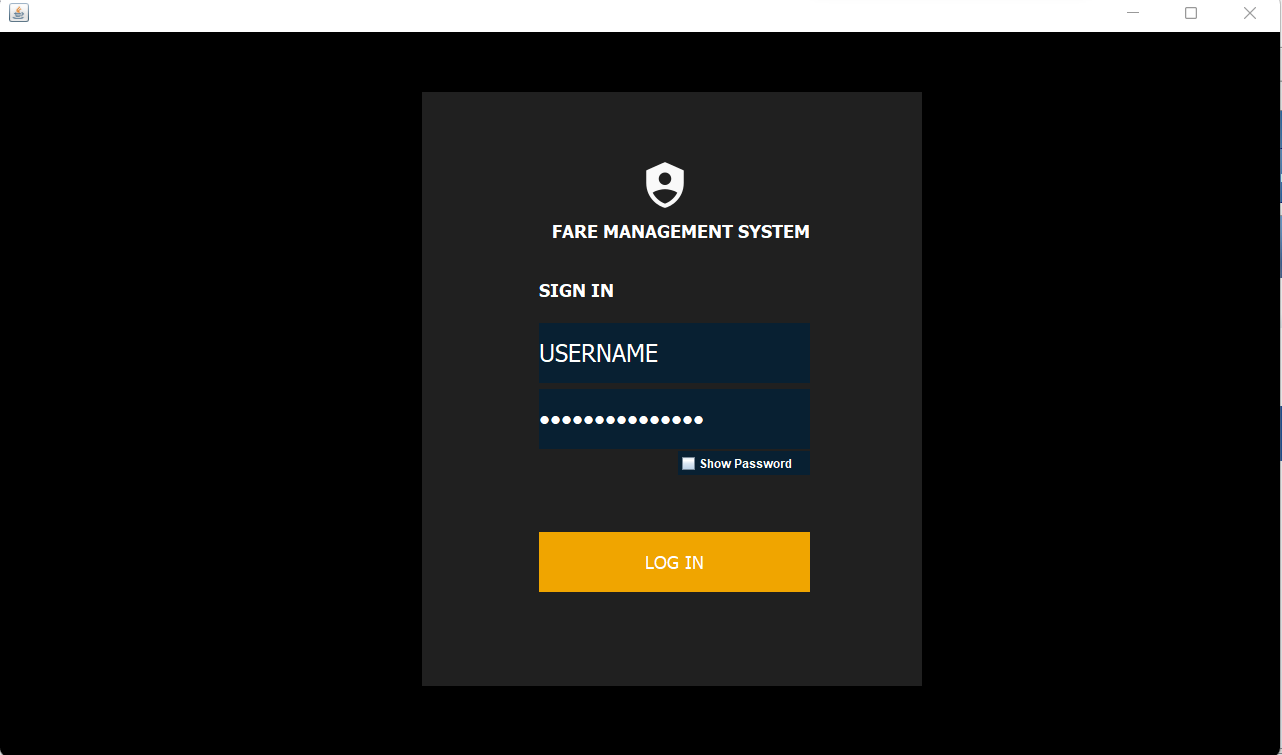 FARE MANAGEMENT SYSTEM
SIGN IN
USERNAME
●●●●●●●●●●●●●●●
Show Password
LOG IN